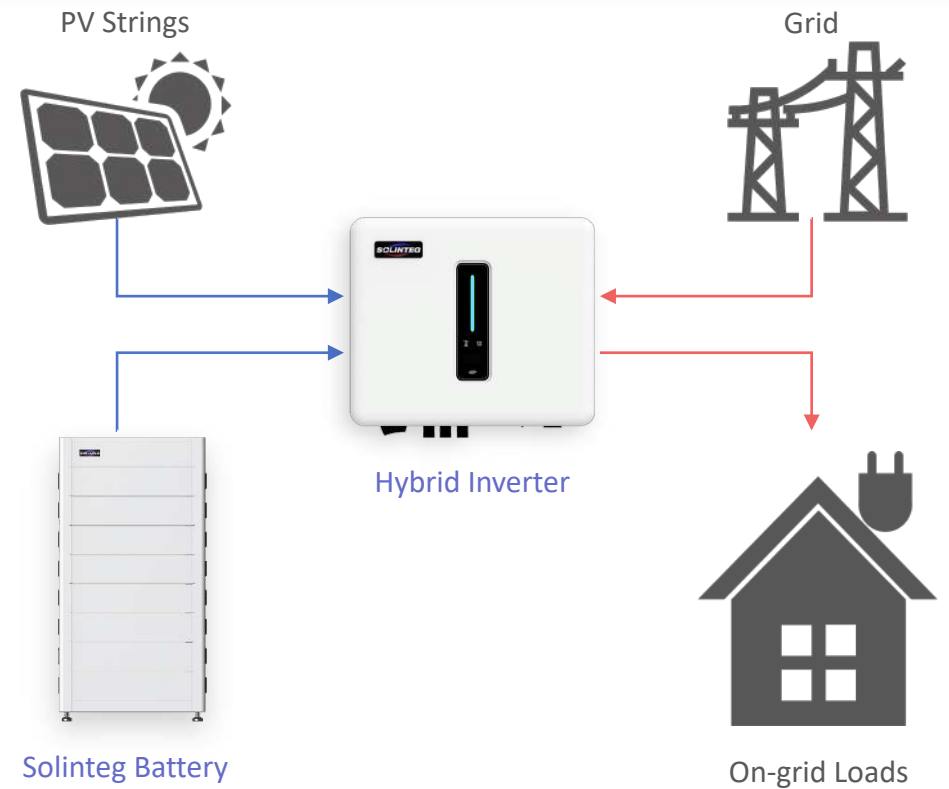 PV Strings
Grid
SOLINTEG
Hybrid Inverter
Solinteg Battery
On-grid Loads